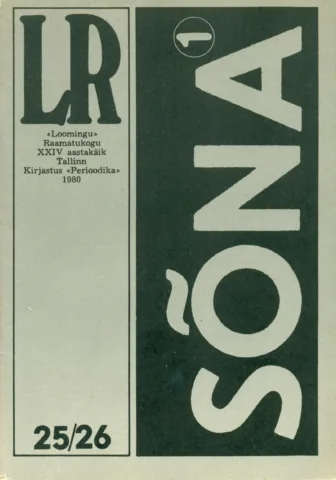 LR
«Loomingu»
Raamatukogu
XXIV aastakäik
Tallinn
Kirjastus «Perioodika»
1980
25/26
SÕNA
1